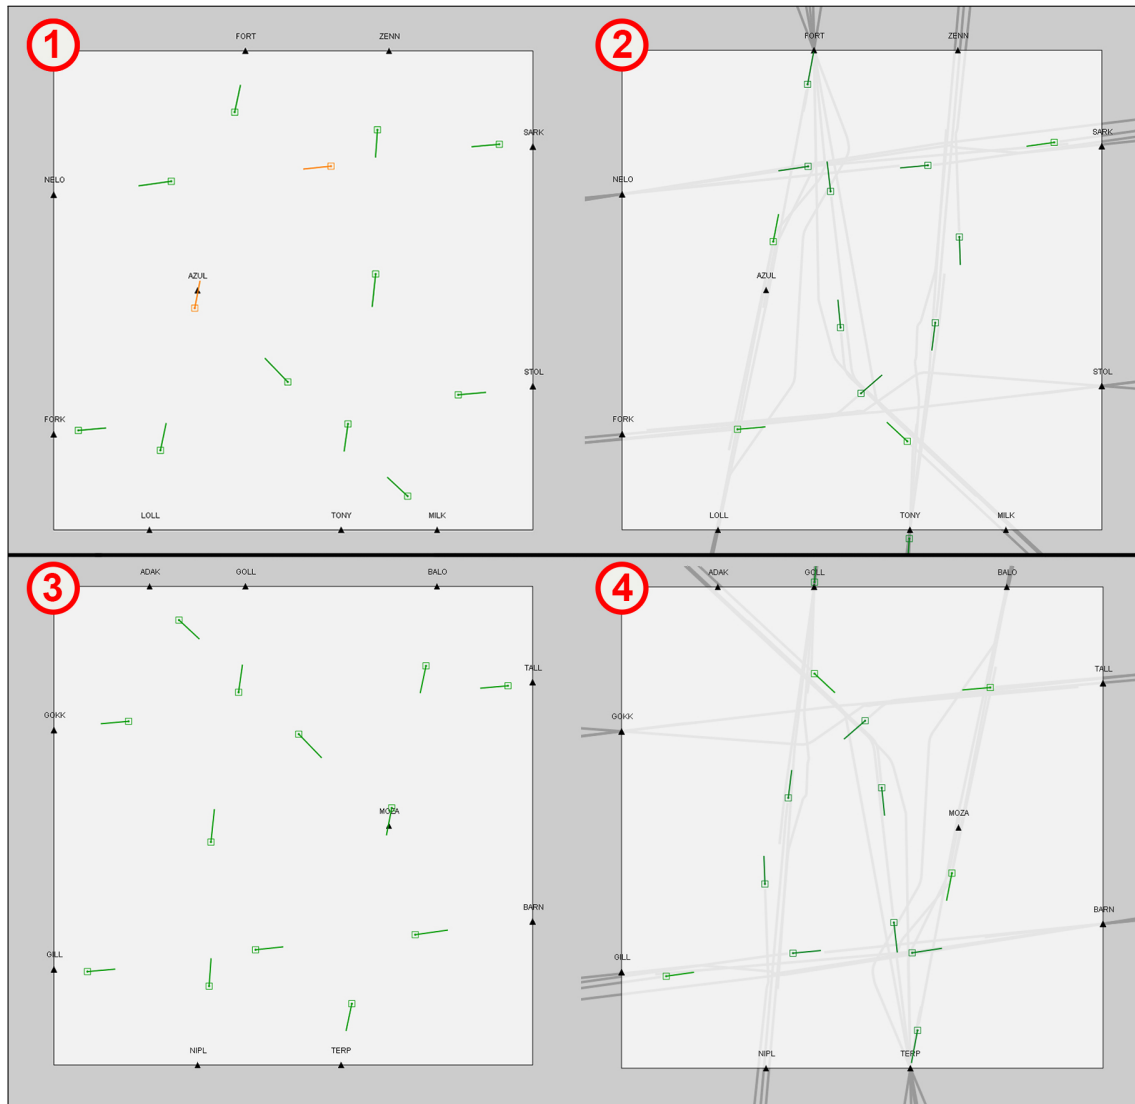 1
FORT ZENN
SARK
NELO
AZUL
STOL
FORK
LOLL TONY MILK
2
FORT ZENN
SARK
NELO
AZUL
STOL
FORK
LOLL TONY MILK
3
ADAK GOLL BALO
TALL
GOKK
MOZA
BARN
GILL
NIPL TERP
4
ADAK GOLL BALO
TALL
GOKK
MOZA
BARN
GILL
NIPL TERP